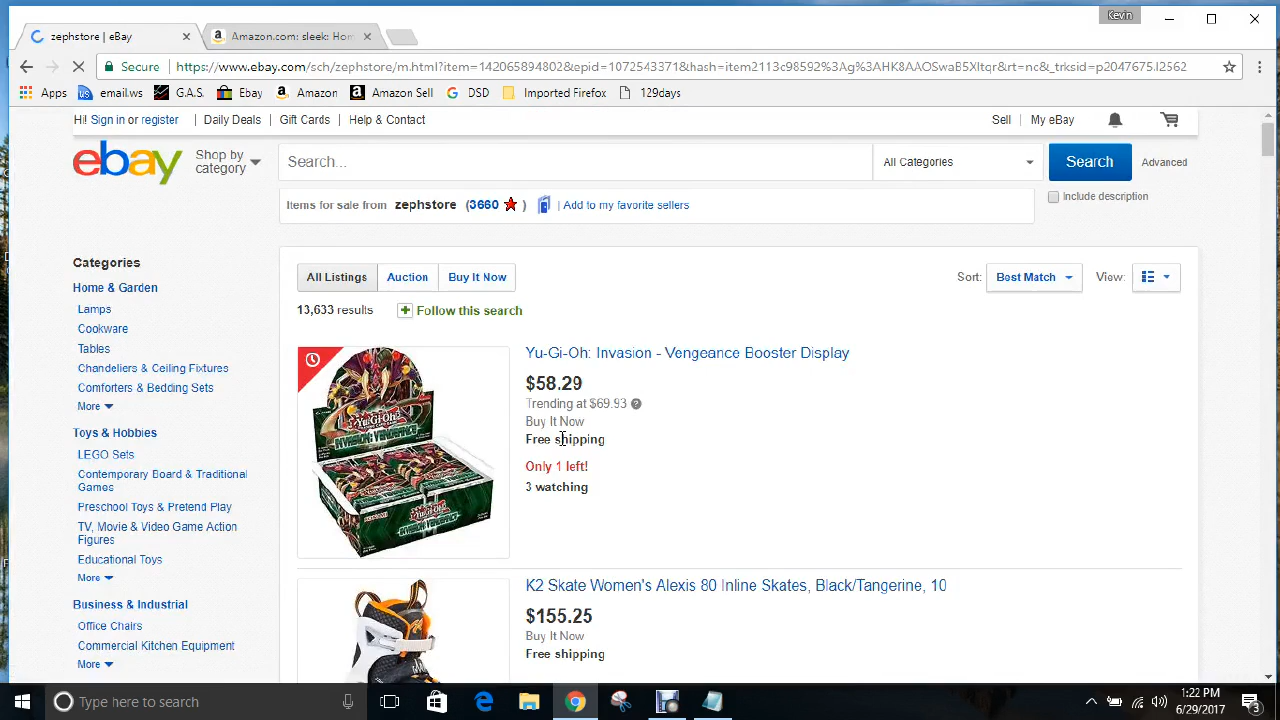 Kevin
zephstore | eBay
Amazon.com: sleek: Hom
Secure https://www.ebay.com/sch/zephstore/m.html?item=142065894802&epid=1072543371&hash=item2113c98592%3Ag%3AHK8AAOSwaB5Xltqr&rt=nc&_trksid=p2047675.l2562
Apps email.ws G.A.S. Ebay Amazon Amazon Sell DSD Imported Firefox 129days
Hi! Sign in or register Daily Deals Gift Cards Help & Contact Sell My eBay
ebay Shop by category Search... All Categories Search Advanced
Items for sale from zephstore (3660 ) | Add to my favorite sellers Include description
Categories
Home & Garden
Lamps
Cookware
Tables
Chandeliers & Ceiling Fixtures
Comforters & Bedding Sets
More
Toys & Hobbies
LEGO Sets
Contemporary Board & Traditional
Games
Preschool Toys & Pretend Play
TV, Movie & Video Game Action
Figures
Educational Toys
More
Business & Industrial
Office Chairs
Commercial Kitchen Equipment
More
All Listings Auction Buy It Now Sort: Best Match View:
13,633 results Follow this search
Yu-Gi-Oh: Invasion - Vengeance Booster Display
$58.29
Trending at $69.93
Buy It Now
Free shipping
Only 1 left!
3 watching
Yu-Gi-Oh!
INVASION: VENGEANCE
K2 Skate Women's Alexis 80 Inline Skates, Black/Tangerine, 10
$155.25
Buy It Now
Free shipping
Type here to search
1:22 PM
6/29/2017
3